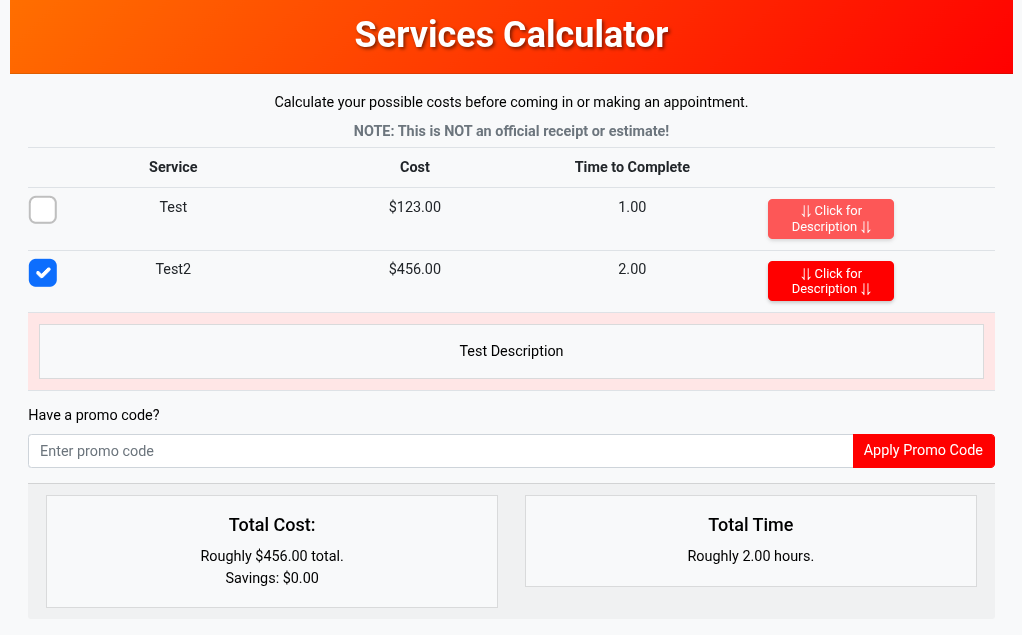 Services Calculator
Calculate your possible costs before coming in or making an appointment.
NOTE: This is NOT an official receipt or estimate!
Service Cost Time to Complete
Test $123.00 1.00
⇃⇂ Click for
Description ⇃⇂
Test2 $456.00 2.00
⇃⇂ Click for
Description ⇃⇂
Test Description
Have a promo code?
Enter promo code Apply Promo Code
Total Cost:
Roughly $456.00 total.
Savings: $0.00
Total Time
Roughly 2.00 hours.